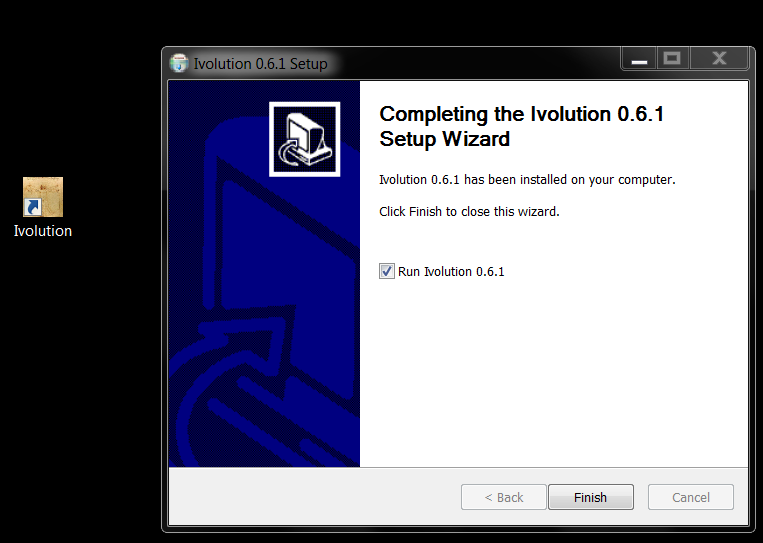 Ivolution 0.6.1 Setup
Completing the Ivolution 0.6.1
Setup Wizard
Ivolution 0.6.1 has been installed on your computer.
Click Finish to close this wizard.
Ivolution
Run Ivolution 0.6.1
< Back
Finish
Cancel